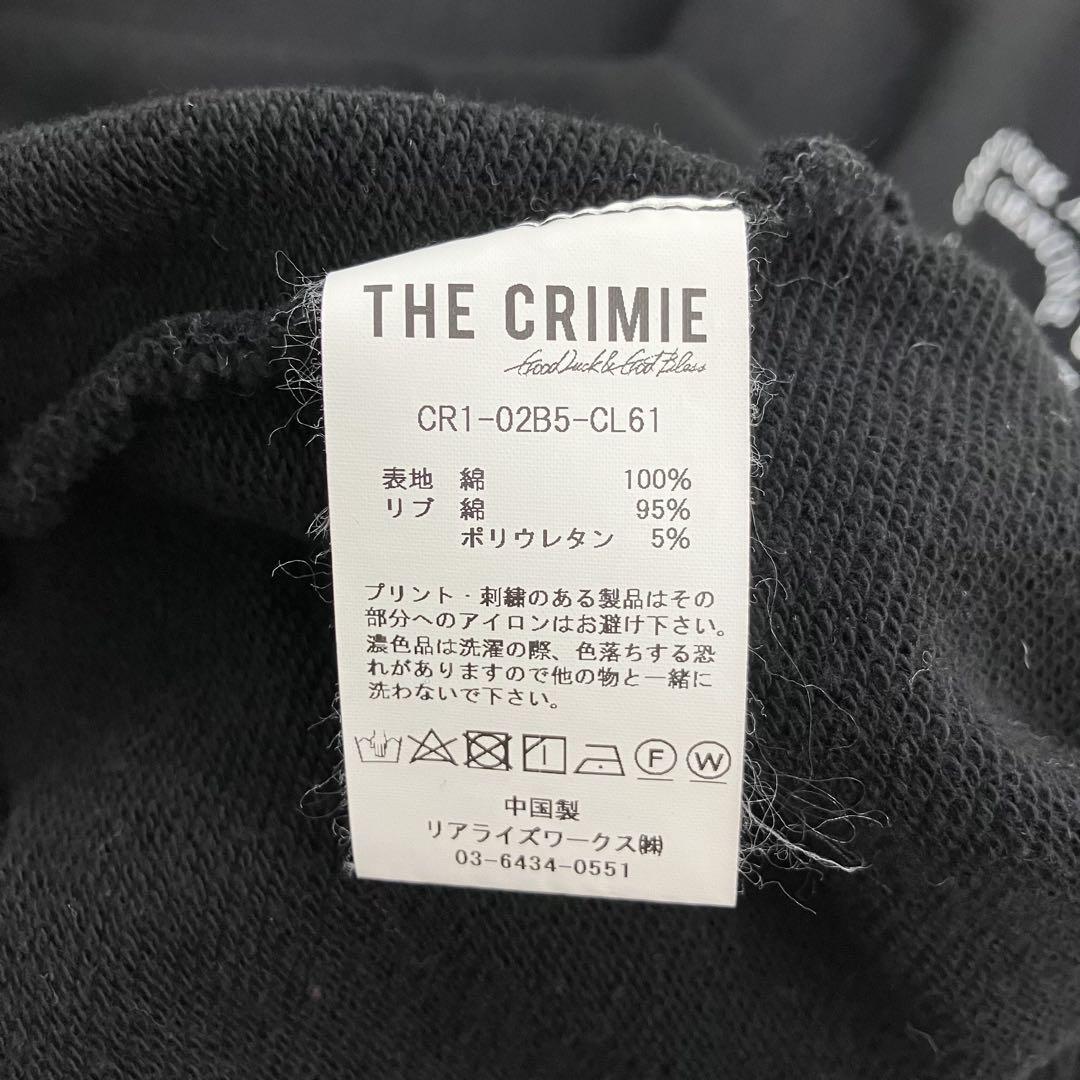 THE CRIMIE
Good Luck & God Bless
CR1-02B5-CL61
表地 綿 100%
リブ 綿 95%
ポリウレタン 5%
プリント・刺繍のある製品はその
部分へのアイロンはお避け下さい。
濃色品は洗濯の際、色落ちする恐
れがありますので他の物と一緒に
洗わないで下さい。
F W
中国製
リアライズワークス㈱
03-6434-0551